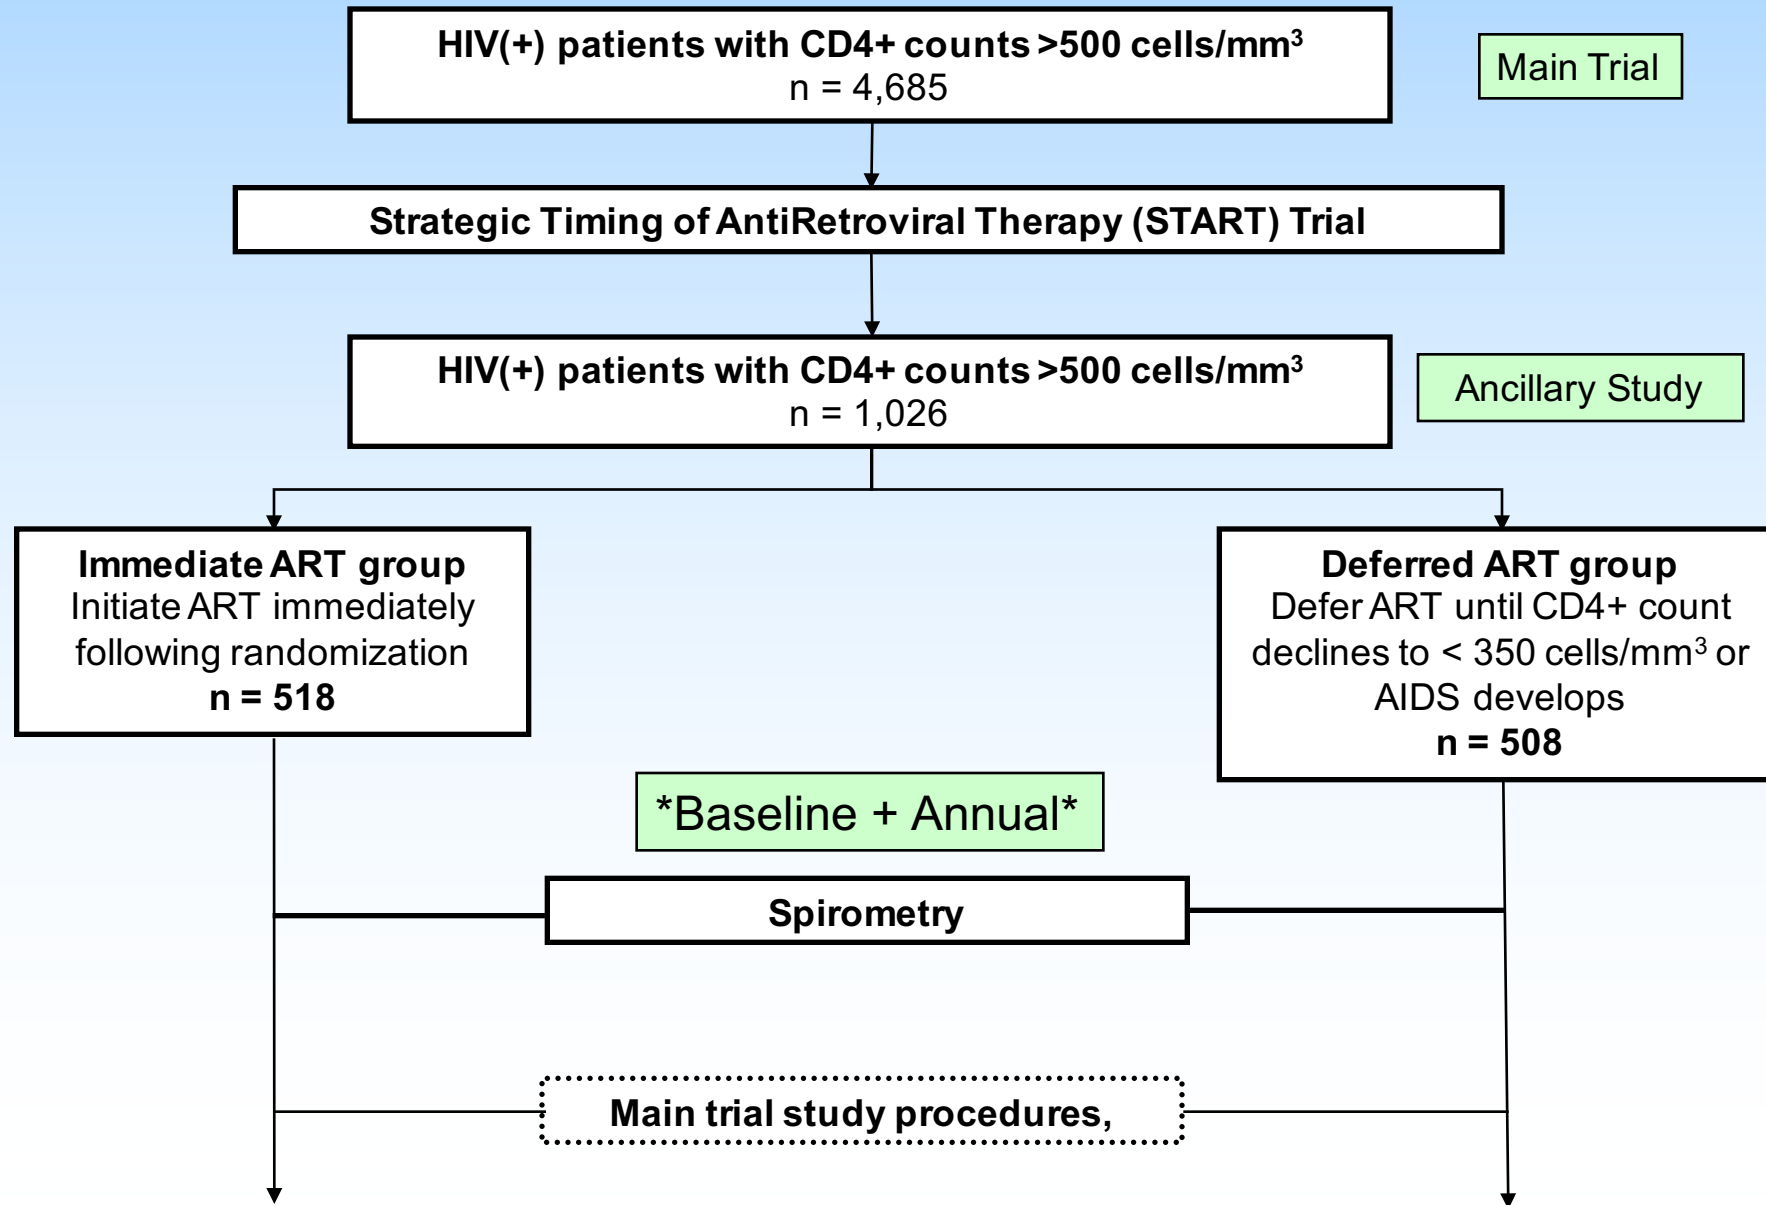 HIV(+) patients with CD4+ counts >500 cells/mm³
n = 4,685
Main Trial
Strategic Timing of AntiRetroviral Therapy (START) Trial
HIV(+) patients with CD4+ counts >500 cells/mm³
n = 1,026
Ancillary Study
Immediate ART group
Initiate ART immediately
following randomization
n = 518
Deferred ART group
Defer ART until CD4+ count
declines to < 350 cells/mm³ or
AIDS develops
n = 508
*Baseline + Annual*
Spirometry
Main trial study procedures,